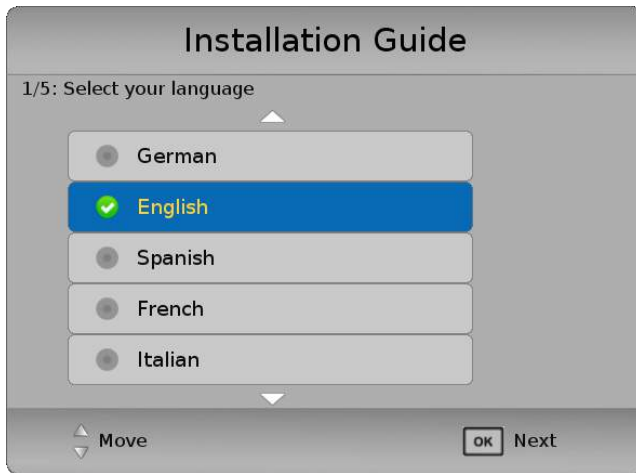 Installation Guide
1/5: Select your language
German
English
Spanish
French
Italian
Move OK Next